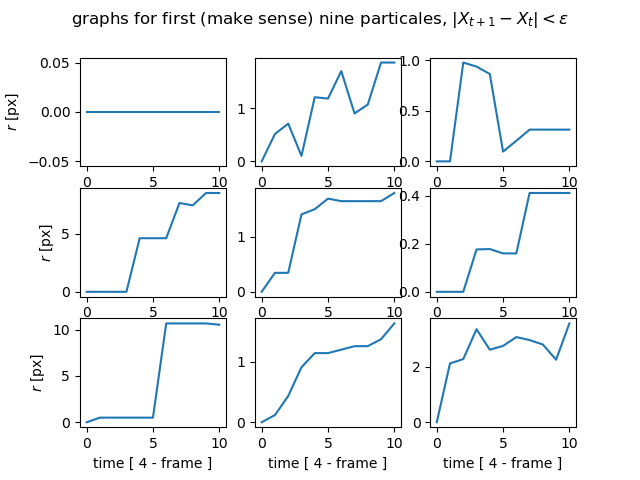 graphs for first (make sense) nine particales, |X_{t+1} − X_t| < ε
0.05
0.00
−0.05
r [px]
0 5 10
1
0
0 5 10
1.0
0.5
0.0
0 5 10
5
0
r [px]
0 5 10
1
0
0 5 10
0.4
0.2
0.0
0 5 10
10
5
0
r [px]
0 5 10
time [ 4 - frame ]
1
0
0 5 10
time [ 4 - frame ]
2
0
0 5 10
time [ 4 - frame ]